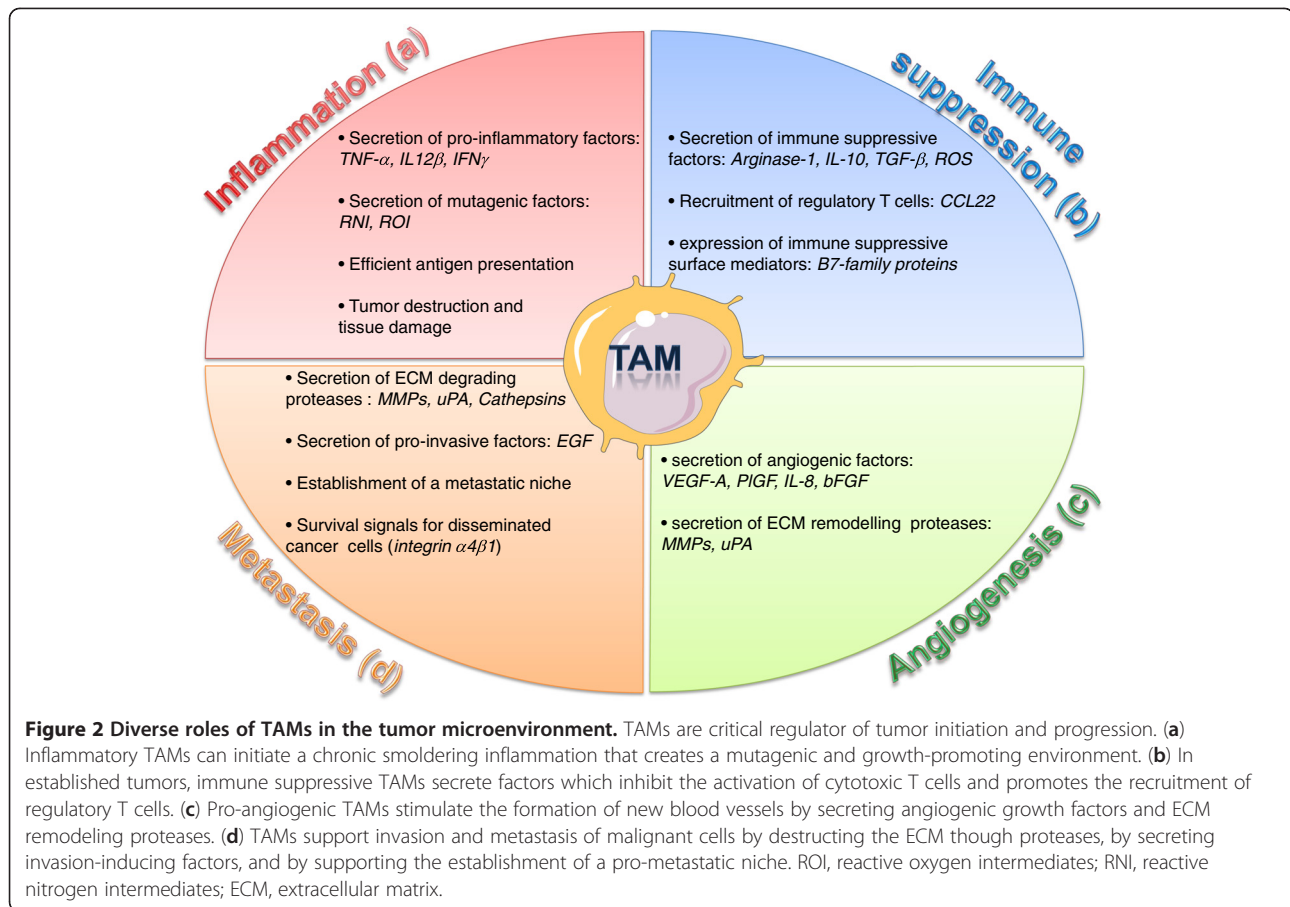 Inflammation (a)
• Secretion of pro-inflammatory factors:
TNF-α, IL12β, IFNγ
• Secretion of mutagenic factors:
RNI, ROI
• Efficient antigen presentation
• Tumor destruction and
tissue damage
Immune
suppression (b)
• Secretion of immune suppressive
factors: Arginase-1, IL-10, TGF-β, ROS
• Recruitment of regulatory T cells: CCL22
• expression of immune suppressive
surface mediators: B7-family proteins
TAM
• Secretion of ECM degrading
proteases : MMPs, uPA, Cathepsins
• Secretion of pro-invasive factors: EGF
• Establishment of a metastatic niche
• Survival signals for disseminated
cancer cells (integrin α4β1)
Metastasis (d)
• secretion of angiogenic factors:
VEGF-A, PlGF, IL-8, bFGF
• secretion of ECM remodelling proteases:
MMPs, uPA
Angiogenesis (c)
Figure 2 Diverse roles of TAMs in the tumor microenvironment. TAMs are critical regulator of tumor initiation and progression. (a)
Inflammatory TAMs can initiate a chronic smoldering inflammation that creates a mutagenic and growth-promoting environment. (b) In
established tumors, immune suppressive TAMs secrete factors which inhibit the activation of cytotoxic T cells and promotes the recruitment of
regulatory T cells. (c) Pro-angiogenic TAMs stimulate the formation of new blood vessels by secreting angiogenic growth factors and ECM
remodeling proteases. (d) TAMs support invasion and metastasis of malignant cells by destructing the ECM though proteases, by secreting
invasion-inducing factors, and by supporting the establishment of a pro-metastatic niche. ROI, reactive oxygen intermediates; RNI, reactive
nitrogen intermediates; ECM, extracellular matrix.